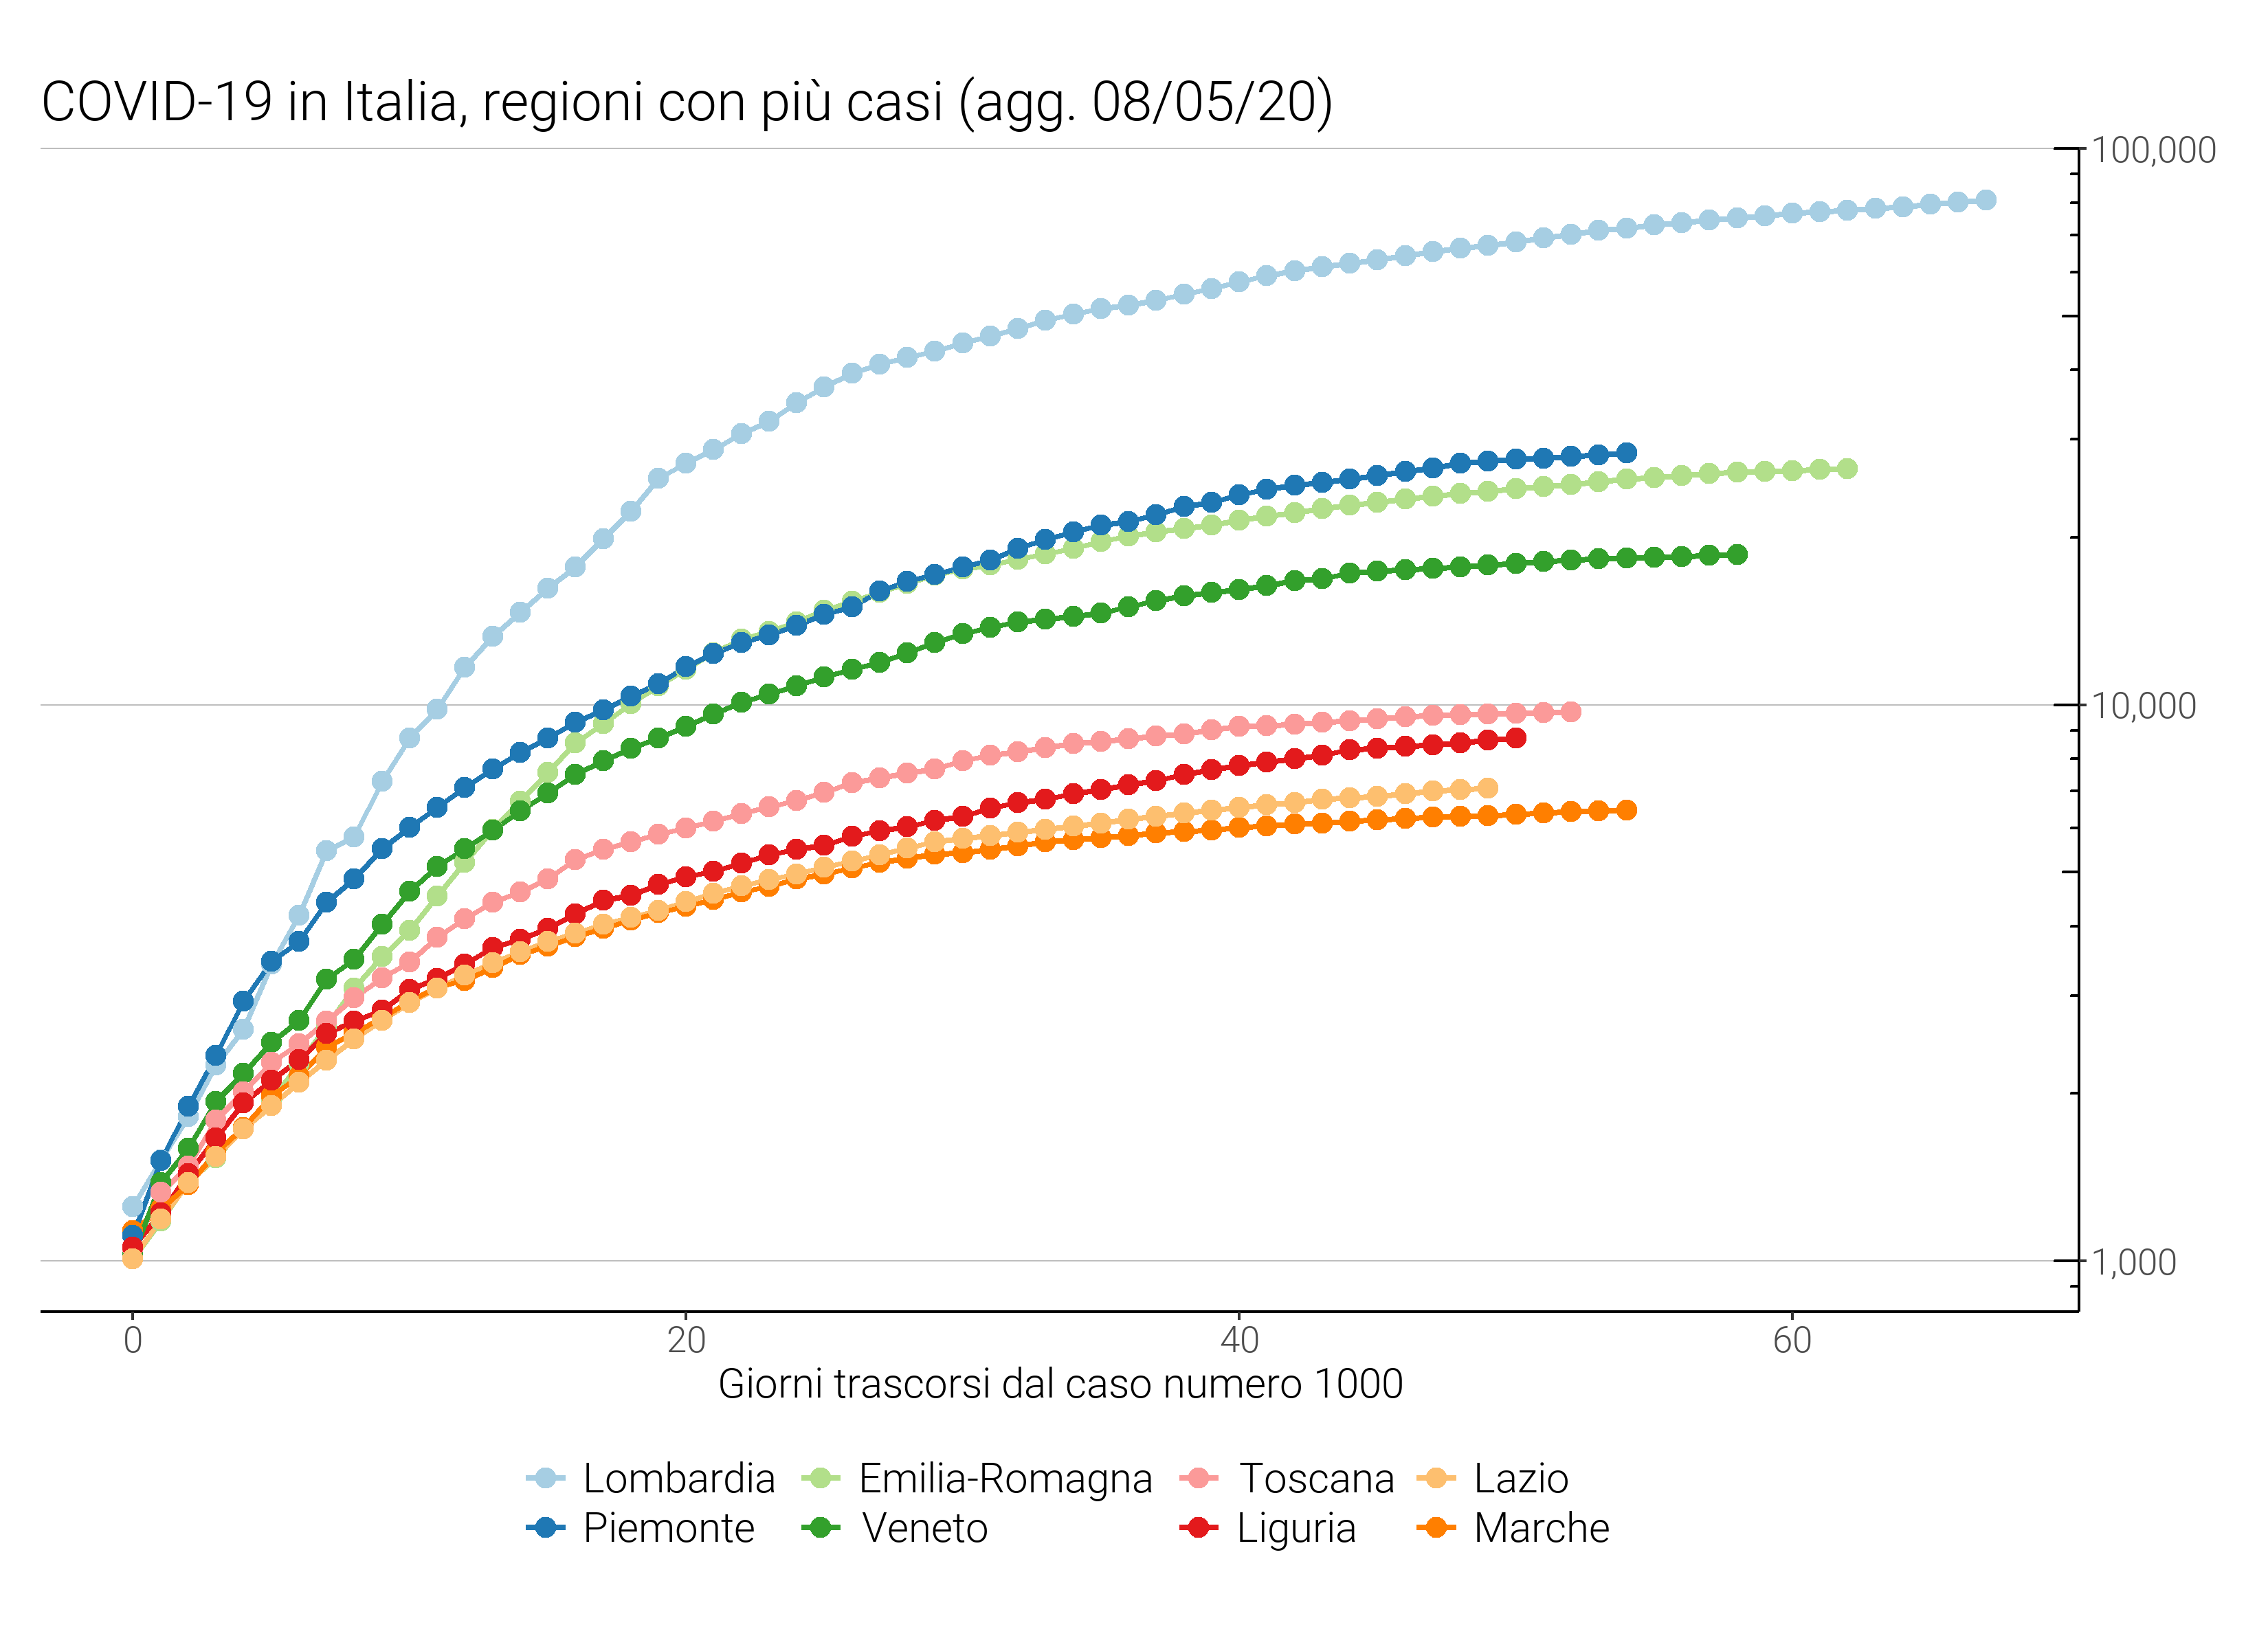 COVID-19 in Italia, regioni con più casi (agg. 08/05/20)
100,000
10,000
1,000
0 20 40 60
Giorni trascorsi dal caso numero 1000
Lombardia Emilia-Romagna Toscana Lazio
Piemonte Veneto Liguria Marche